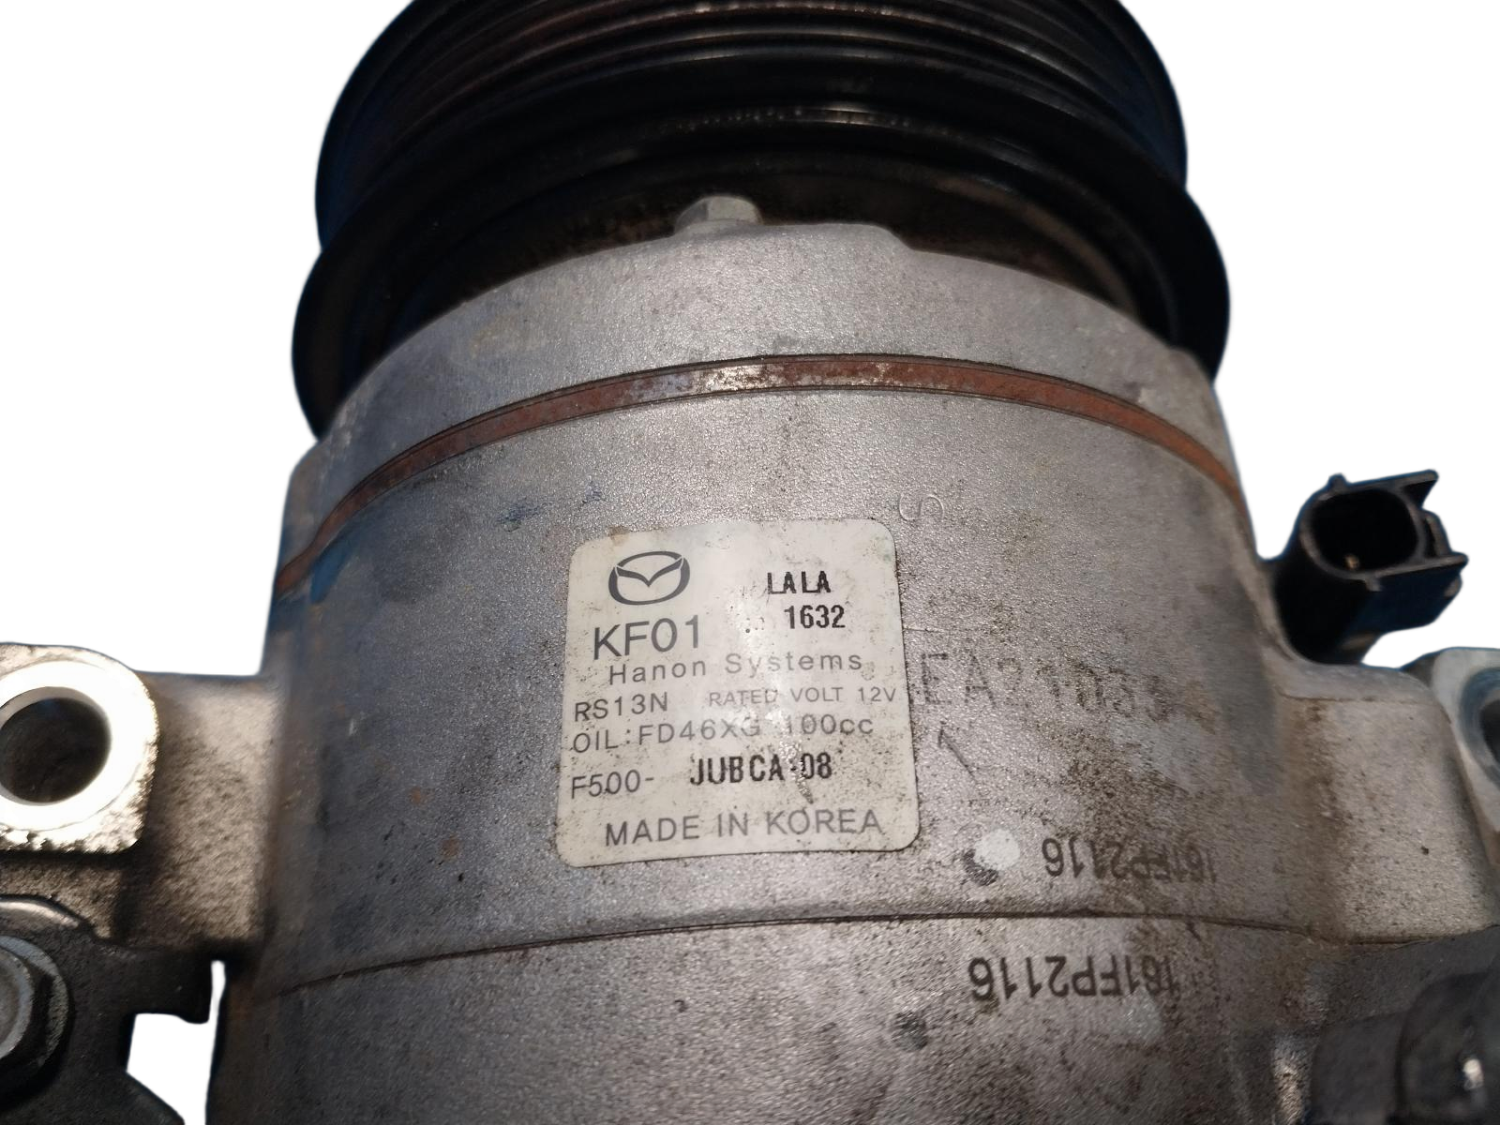 LALA
1632
KF01
Hanon Systems
RS13N RATED VOLT 12V
OIL:FD46XG 100cc
F500- JUBCA-08
MADE IN KOREA
S
161FP2116
161FP2116